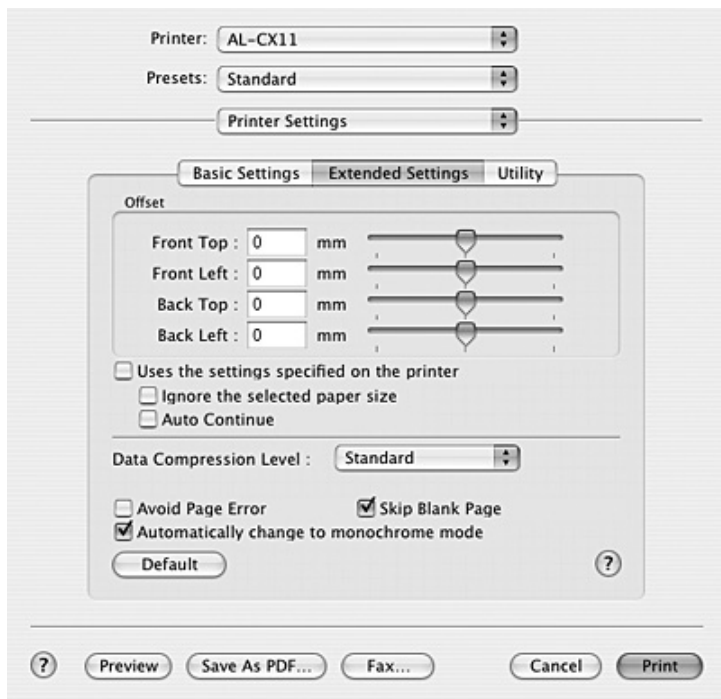 Printer: AL-CX11
Presets: Standard
Printer Settings
Basic Settings Extended Settings Utility
Offset
Front Top : 0 mm
Front Left : 0 mm
Back Top : 0 mm
Back Left : 0 mm
Uses the settings specified on the printer
Ignore the selected paper size
Auto Continue
Data Compression Level : Standard
Avoid Page Error Skip Blank Page
Automatically change to monochrome mode
Default ?
? Preview Save As PDF... Fax... Cancel Print